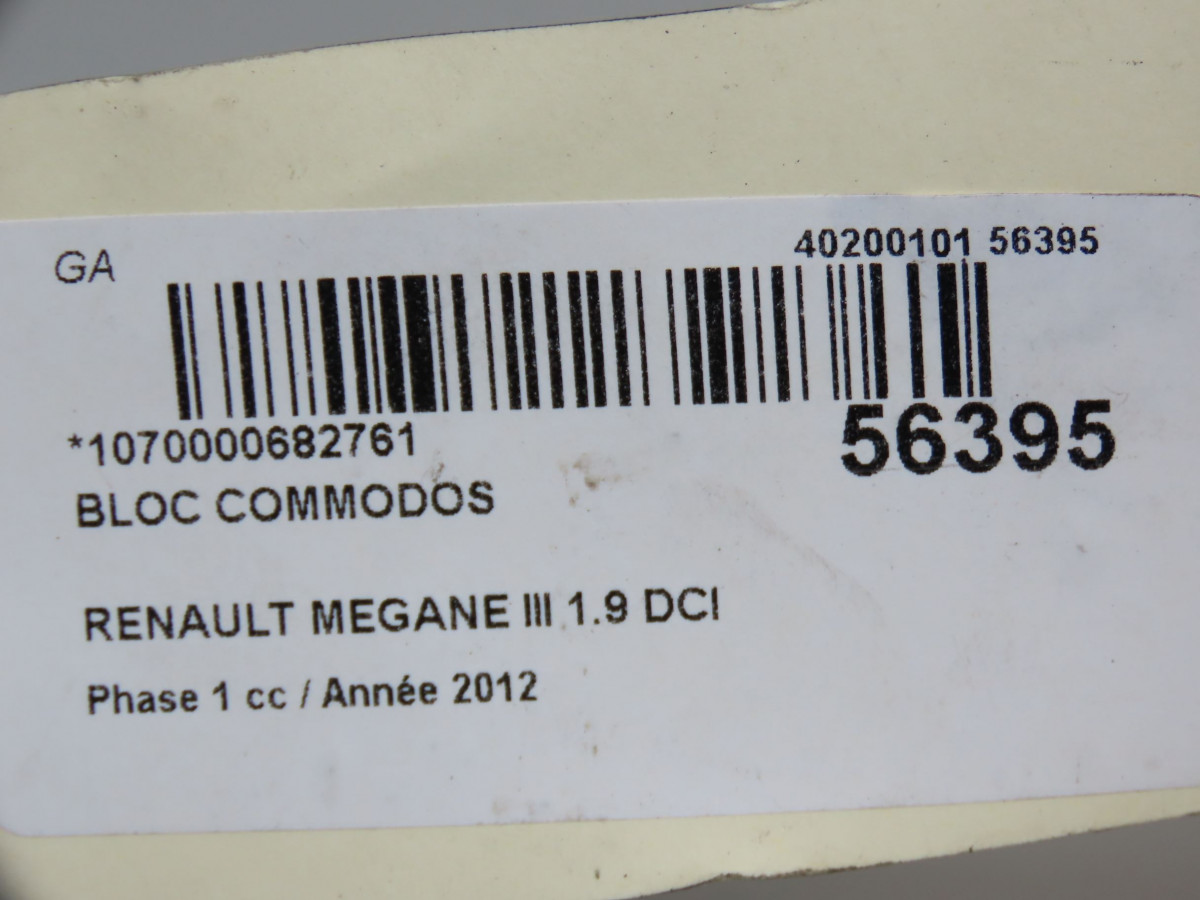 GA
40200101 56395
*1070000682761
56395
BLOC COMMODOS
RENAULT MEGANE III 1.9 DCI
Phase 1 cc / Année 2012